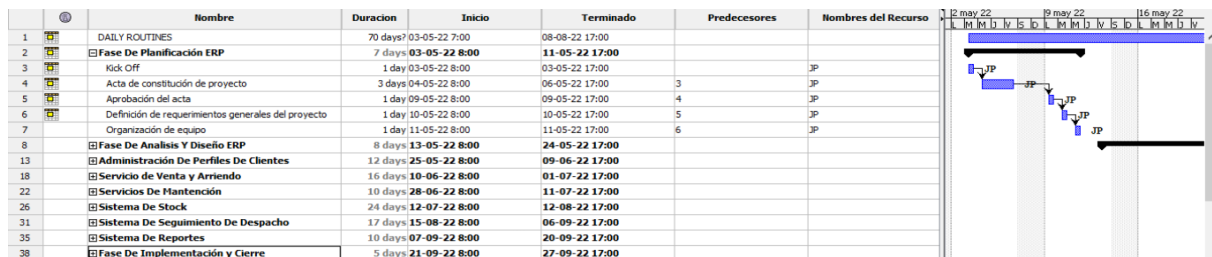 Nombre Duracion Inicio Terminado Predecesores Nombres del Recurso
2 may 22 9 may 22 16 may 22
L M M J V S D L M M J V S D L M M J V
1 DAILY ROUTINES 70 days? 03-05-22 7:00 08-08-22 17:00
2 Fase De Planificación ERP 7 days 03-05-22 8:00 11-05-22 17:00
3 Kick Off 1 day 03-05-22 8:00 03-05-22 17:00 JP JP
4 Acta de constitución de proyecto 3 days 04-05-22 8:00 06-05-22 17:00 3 JP JP
5 Aprobación del acta 1 day 09-05-22 8:00 09-05-22 17:00 4 JP JP
6 Definición de requerimientos generales del proyecto 1 day 10-05-22 8:00 10-05-22 17:00 5 JP JP
7 Organización de equipo 1 day 11-05-22 8:00 11-05-22 17:00 6 JP JP
8 Fase De Analisis Y Diseño ERP 8 days 13-05-22 8:00 24-05-22 17:00
13 Administración De Perfiles De Clientes 12 days 25-05-22 8:00 09-06-22 17:00
18 Servicio de Venta y Arriendo 16 days 10-06-22 8:00 01-07-22 17:00
22 Servicios De Mantención 10 days 28-06-22 8:00 11-07-22 17:00
26 Sistema De Stock 24 days 12-07-22 8:00 12-08-22 17:00
31 Sistema De Seguimiento De Despacho 17 days 15-08-22 8:00 06-09-22 17:00
35 Sistema De Reportes 10 days 07-09-22 8:00 20-09-22 17:00
38 Fase De Implementación y Cierre 5 days 21-09-22 8:00 27-09-22 17:00